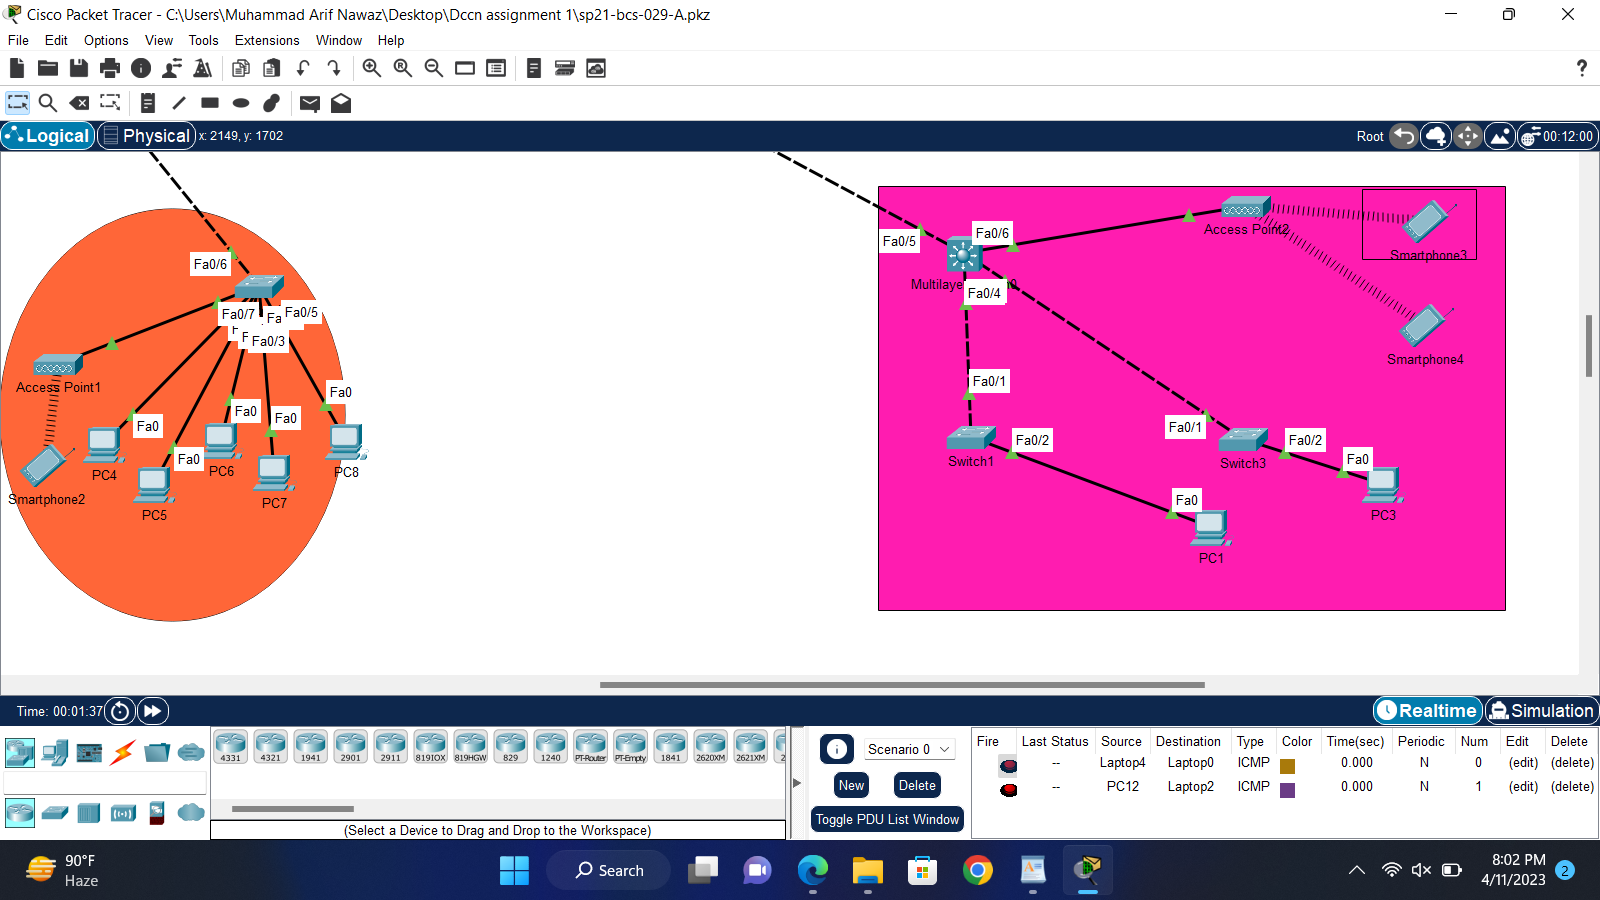 Cisco Packet Tracer - C:\Users\Muhammad Arif Nawaz\Desktop\Dccn assignment 1\sp21-bcs-029-A.pkz
File Edit Options View Tools Extensions Window Help
?
Logical Physical x: 2149, y: 1702 Root 00:12:00
Fa0/6
Fa0/7 Fa Fa0/5
F F Fa0/3
Access Point1
Fa0
Fa0
Fa0
Fa0
Fa0
Smartphone2
PC4
PC5
PC6
PC7
PC8
Fa0/5
Fa0/6
Fa0/4
Access Point2
Smartphone3
Smartphone4
Fa0/1
Switch1
Fa0/2
Fa0
PC1
Fa0/1
Switch3
Fa0/2
Fa0
PC3
Time: 00:01:37 Realtime Simulation
4331 4321 1941 2901 2911 819IOX 819HGW 829 1240 PT-Router PT-Empty 1841 2620XM 2621XM
(Select a Device to Drag and Drop to the Workspace)
Scenario 0
New Delete
Toggle PDU List Window
Fire Last Status Source Destination Type Color Time(sec) Periodic Num Edit Delete
-- Laptop4 Laptop0 ICMP 0.000 N 0 (edit) (delete)
-- PC12 Laptop2 ICMP 0.000 N 1 (edit) (delete)
90°F
Haze
Search
8:02 PM
4/11/2023
2